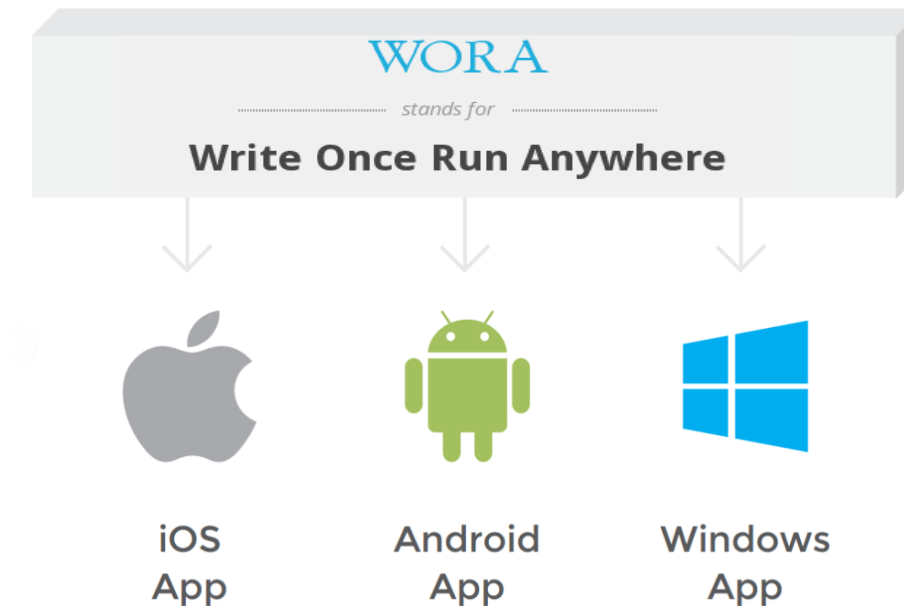 WORA
stands for
Write Once Run Anywhere
iOS Android Windows
App App App